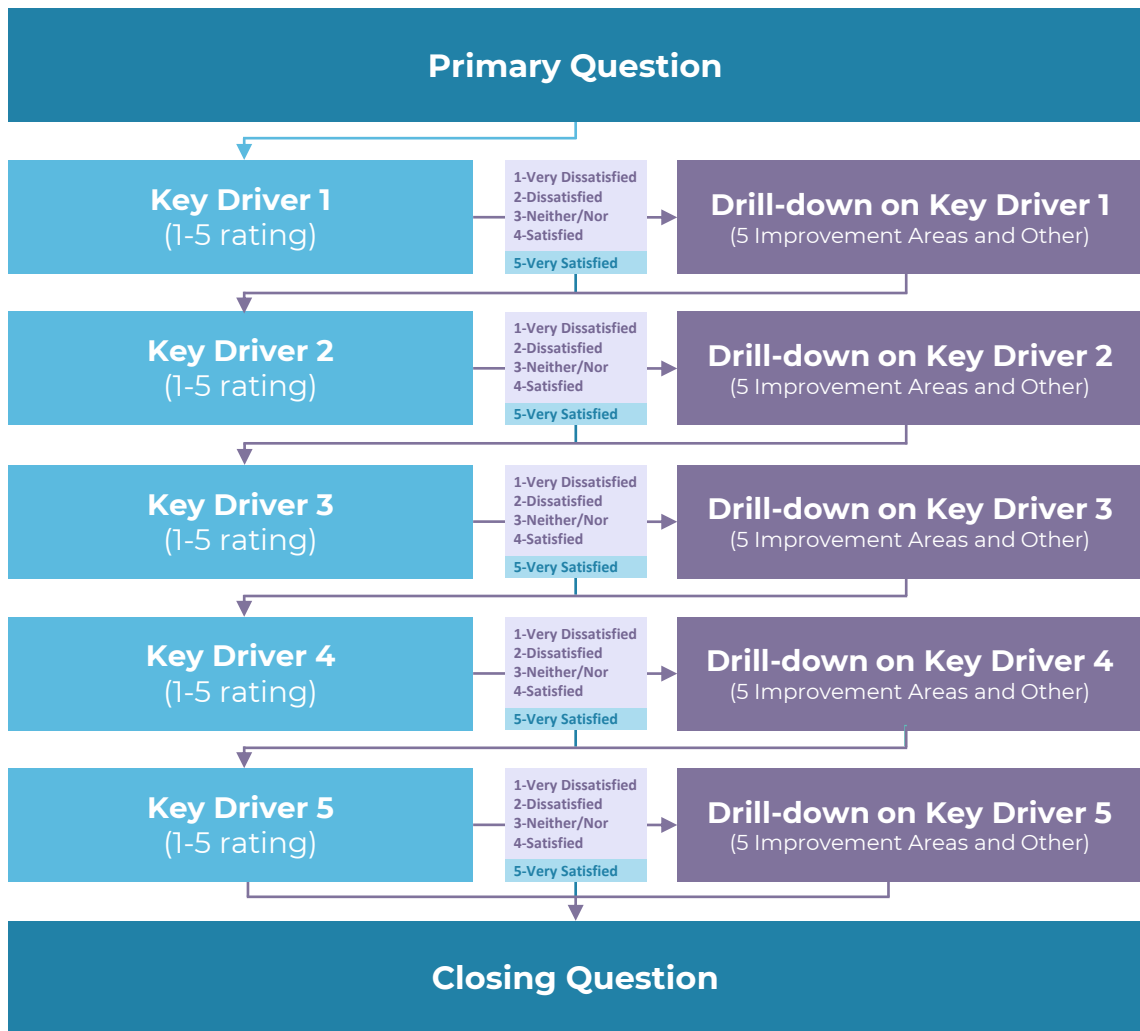 Primary Question
Key Driver 1
(1-5 rating)
1-Very Dissatisfied
2-Dissatisfied
3-Neither/Nor
4-Satisfied
5-Very Satisfied
Drill-down on Key Driver 1
(5 Improvement Areas and Other)
Key Driver 2
(1-5 rating)
1-Very Dissatisfied
2-Dissatisfied
3-Neither/Nor
4-Satisfied
5-Very Satisfied
Drill-down on Key Driver 2
(5 Improvement Areas and Other)
Key Driver 3
(1-5 rating)
1-Very Dissatisfied
2-Dissatisfied
3-Neither/Nor
4-Satisfied
5-Very Satisfied
Drill-down on Key Driver 3
(5 Improvement Areas and Other)
Key Driver 4
(1-5 rating)
1-Very Dissatisfied
2-Dissatisfied
3-Neither/Nor
4-Satisfied
5-Very Satisfied
Drill-down on Key Driver 4
(5 Improvement Areas and Other)
Key Driver 5
(1-5 rating)
1-Very Dissatisfied
2-Dissatisfied
3-Neither/Nor
4-Satisfied
5-Very Satisfied
Drill-down on Key Driver 5
(5 Improvement Areas and Other)
Closing Question